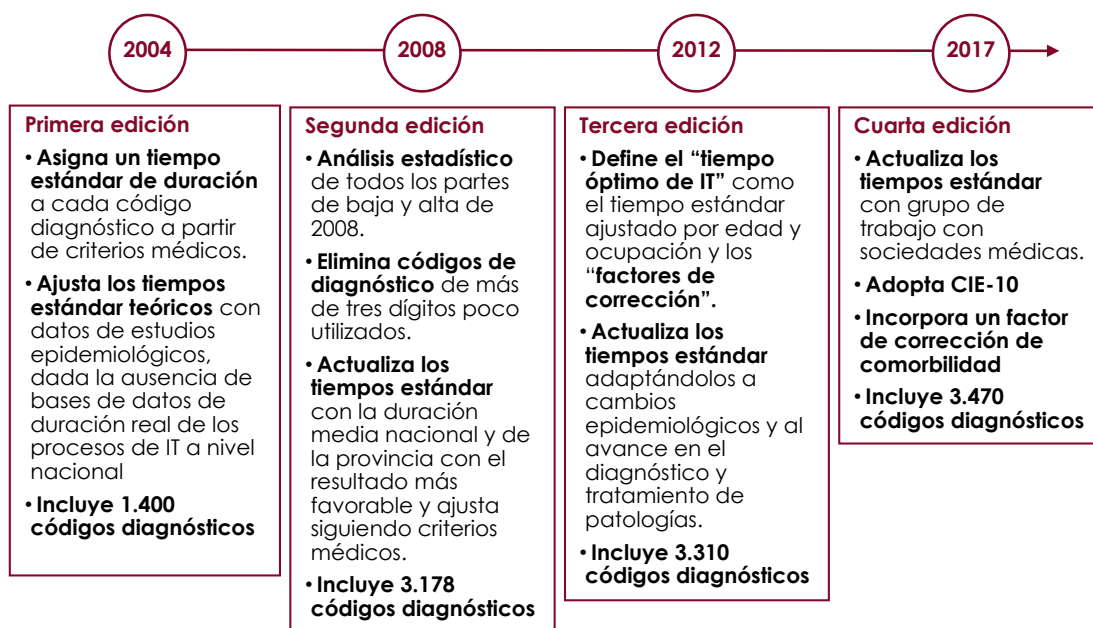 2004
2008
2012
2017
Primera edición
• Asigna un tiempo
estándar de duración
a cada código
diagnóstico a partir
de criterios médicos.
• Ajusta los tiempos
estándar teóricos con
datos de estudios
epidemiológicos,
dada la ausencia de
bases de datos de
duración real de los
procesos de IT a nivel
nacional
• Incluye 1.400
códigos diagnósticos
Segunda edición
• Análisis estadístico
de todos los partes
de baja y alta de
2008.
• Elimina códigos de
diagnóstico de más
de tres dígitos poco
utilizados.
• Actualiza los
tiempos estándar
con la duración
media nacional y de
la provincia con el
resultado más
favorable y ajusta
siguiendo criterios
médicos.
• Incluye 3.178
códigos diagnósticos
Tercera edición
• Define el “tiempo
óptimo de IT” como
el tiempo estándar
ajustado por edad y
ocupación y los
“factores de
corrección”.
• Actualiza los
tiempos estándar
adaptándolos a
cambios
epidemiológicos y al
avance en el
diagnóstico y
tratamiento de
patologías.
• Incluye 3.310
códigos diagnósticos
Cuarta edición
• Actualiza los
tiempos estándar
con grupo de
trabajo con
sociedades médicas.
• Adopta CIE-10
• Incorpora un factor
de corrección de
comorbilidad
• Incluye 3.470
códigos diagnósticos